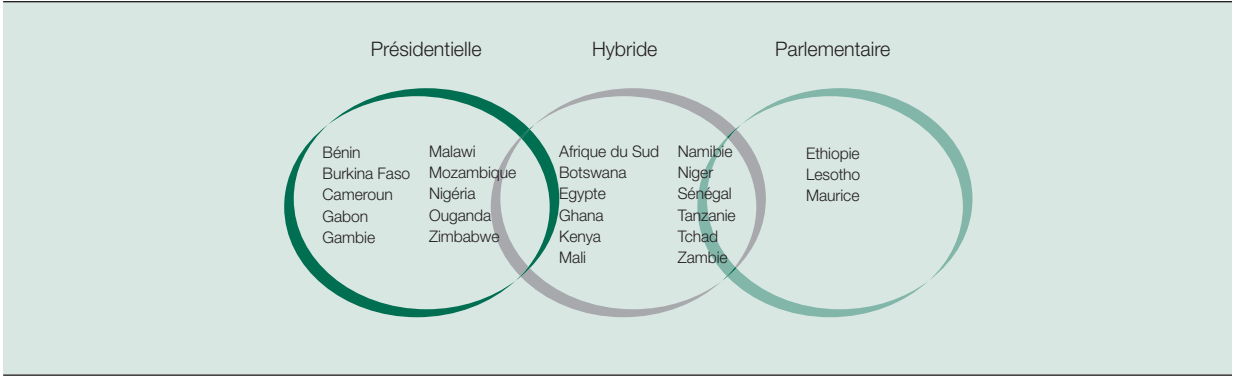 Présidentielle Hybride Parlementaire
Bénin
Burkina Faso
Cameroun
Gabon
Gambie
Malawi
Mozambique
Nigéria
Ouganda
Zimbabwe
Afrique du Sud
Botswana
Egypte
Ghana
Kenya
Mali
Namibie
Niger
Sénégal
Tanzanie
Tchad
Zambie
Ethiopie
Lesotho
Maurice